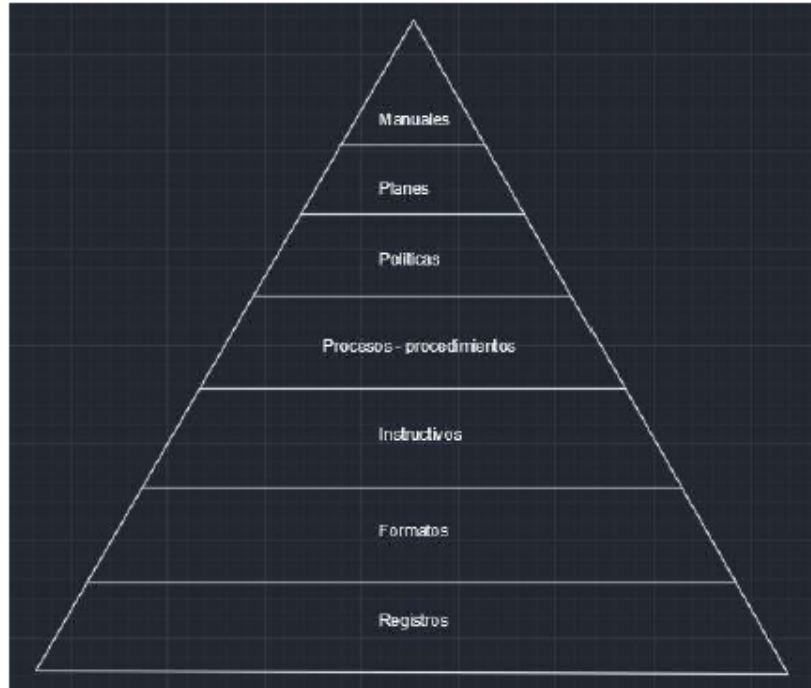 Manuales
Planes
Políticas
Procesos - procedimientos
Instructivos
Formatos
Registros